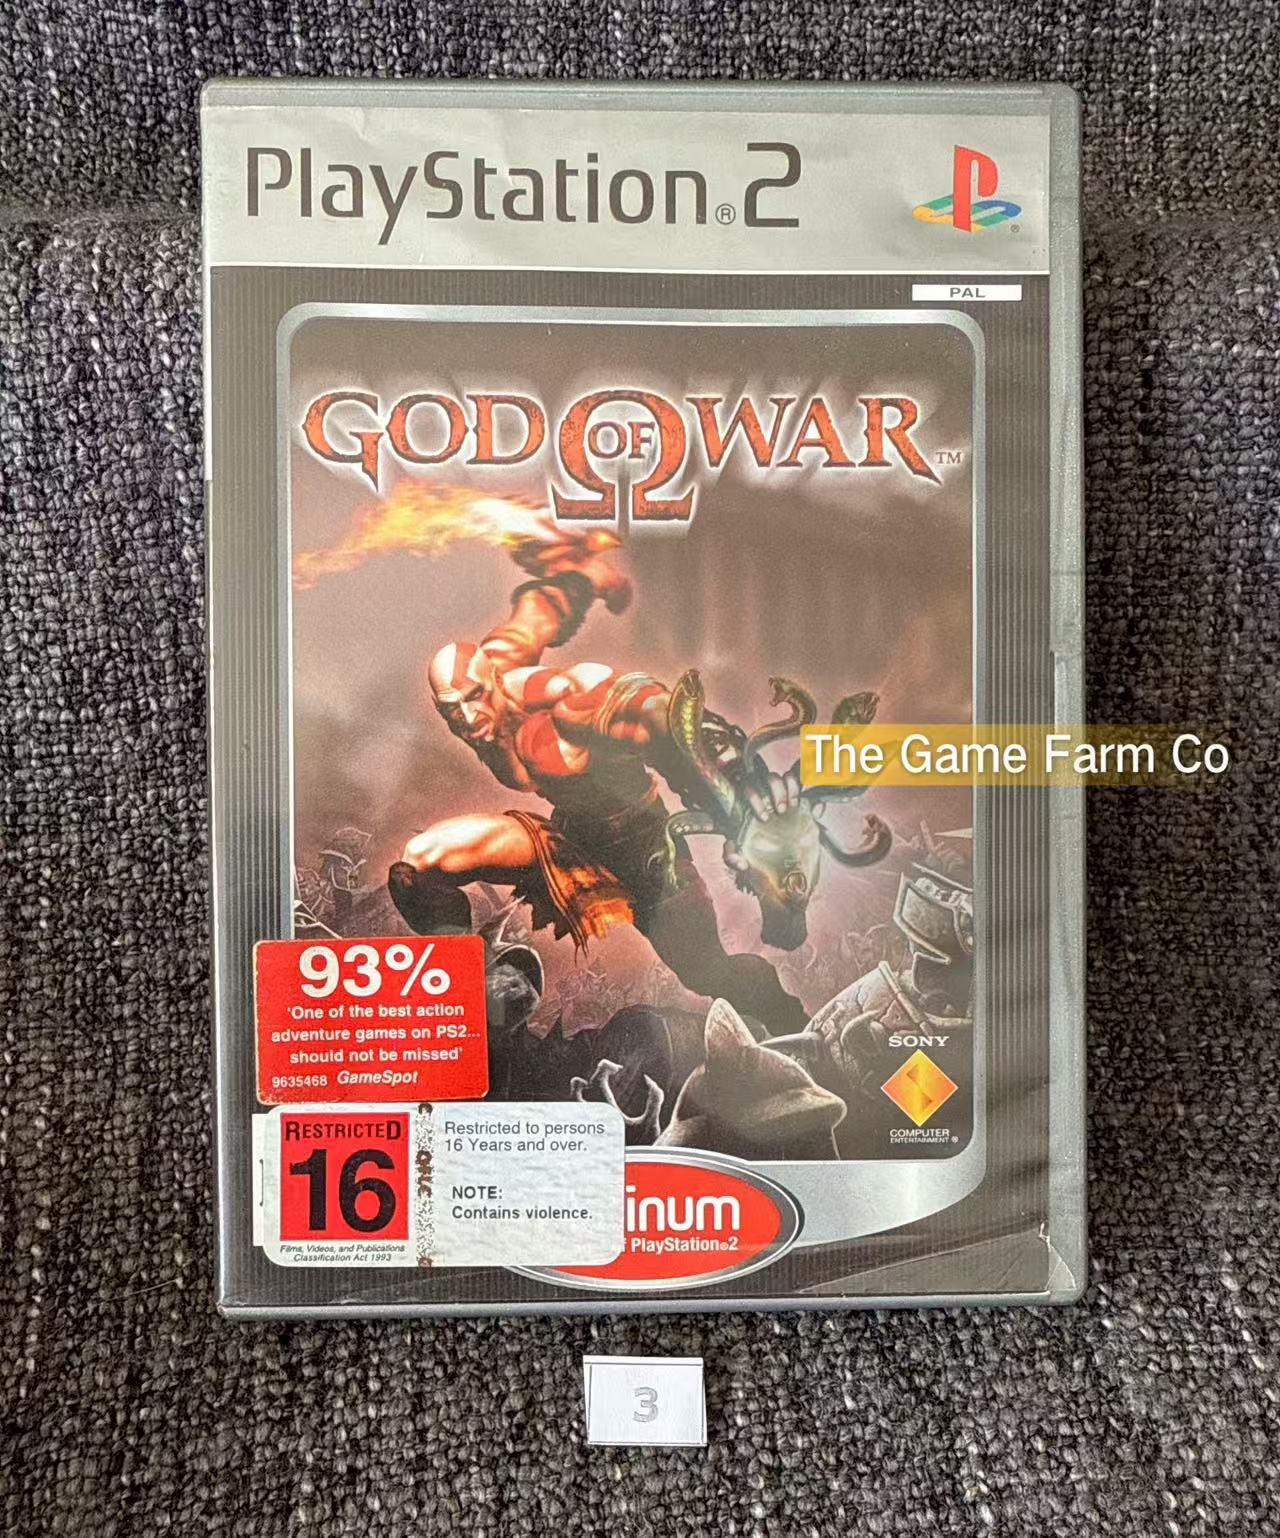 PlayStation®2
®
PAL
GOD OF WAR™
The Game Farm Co
93%
'One of the best action
adventure games on PS2...
should not be missed'
9635468 GameSpot
SONY
COMPUTER
ENTERTAINMENT ®
RESTRICTED
16
Films, Videos, and Publications
Classification Act 1993
Restricted to persons
16 Years and over.
NOTE:
Contains violence.
inum
f PlayStation®2
3